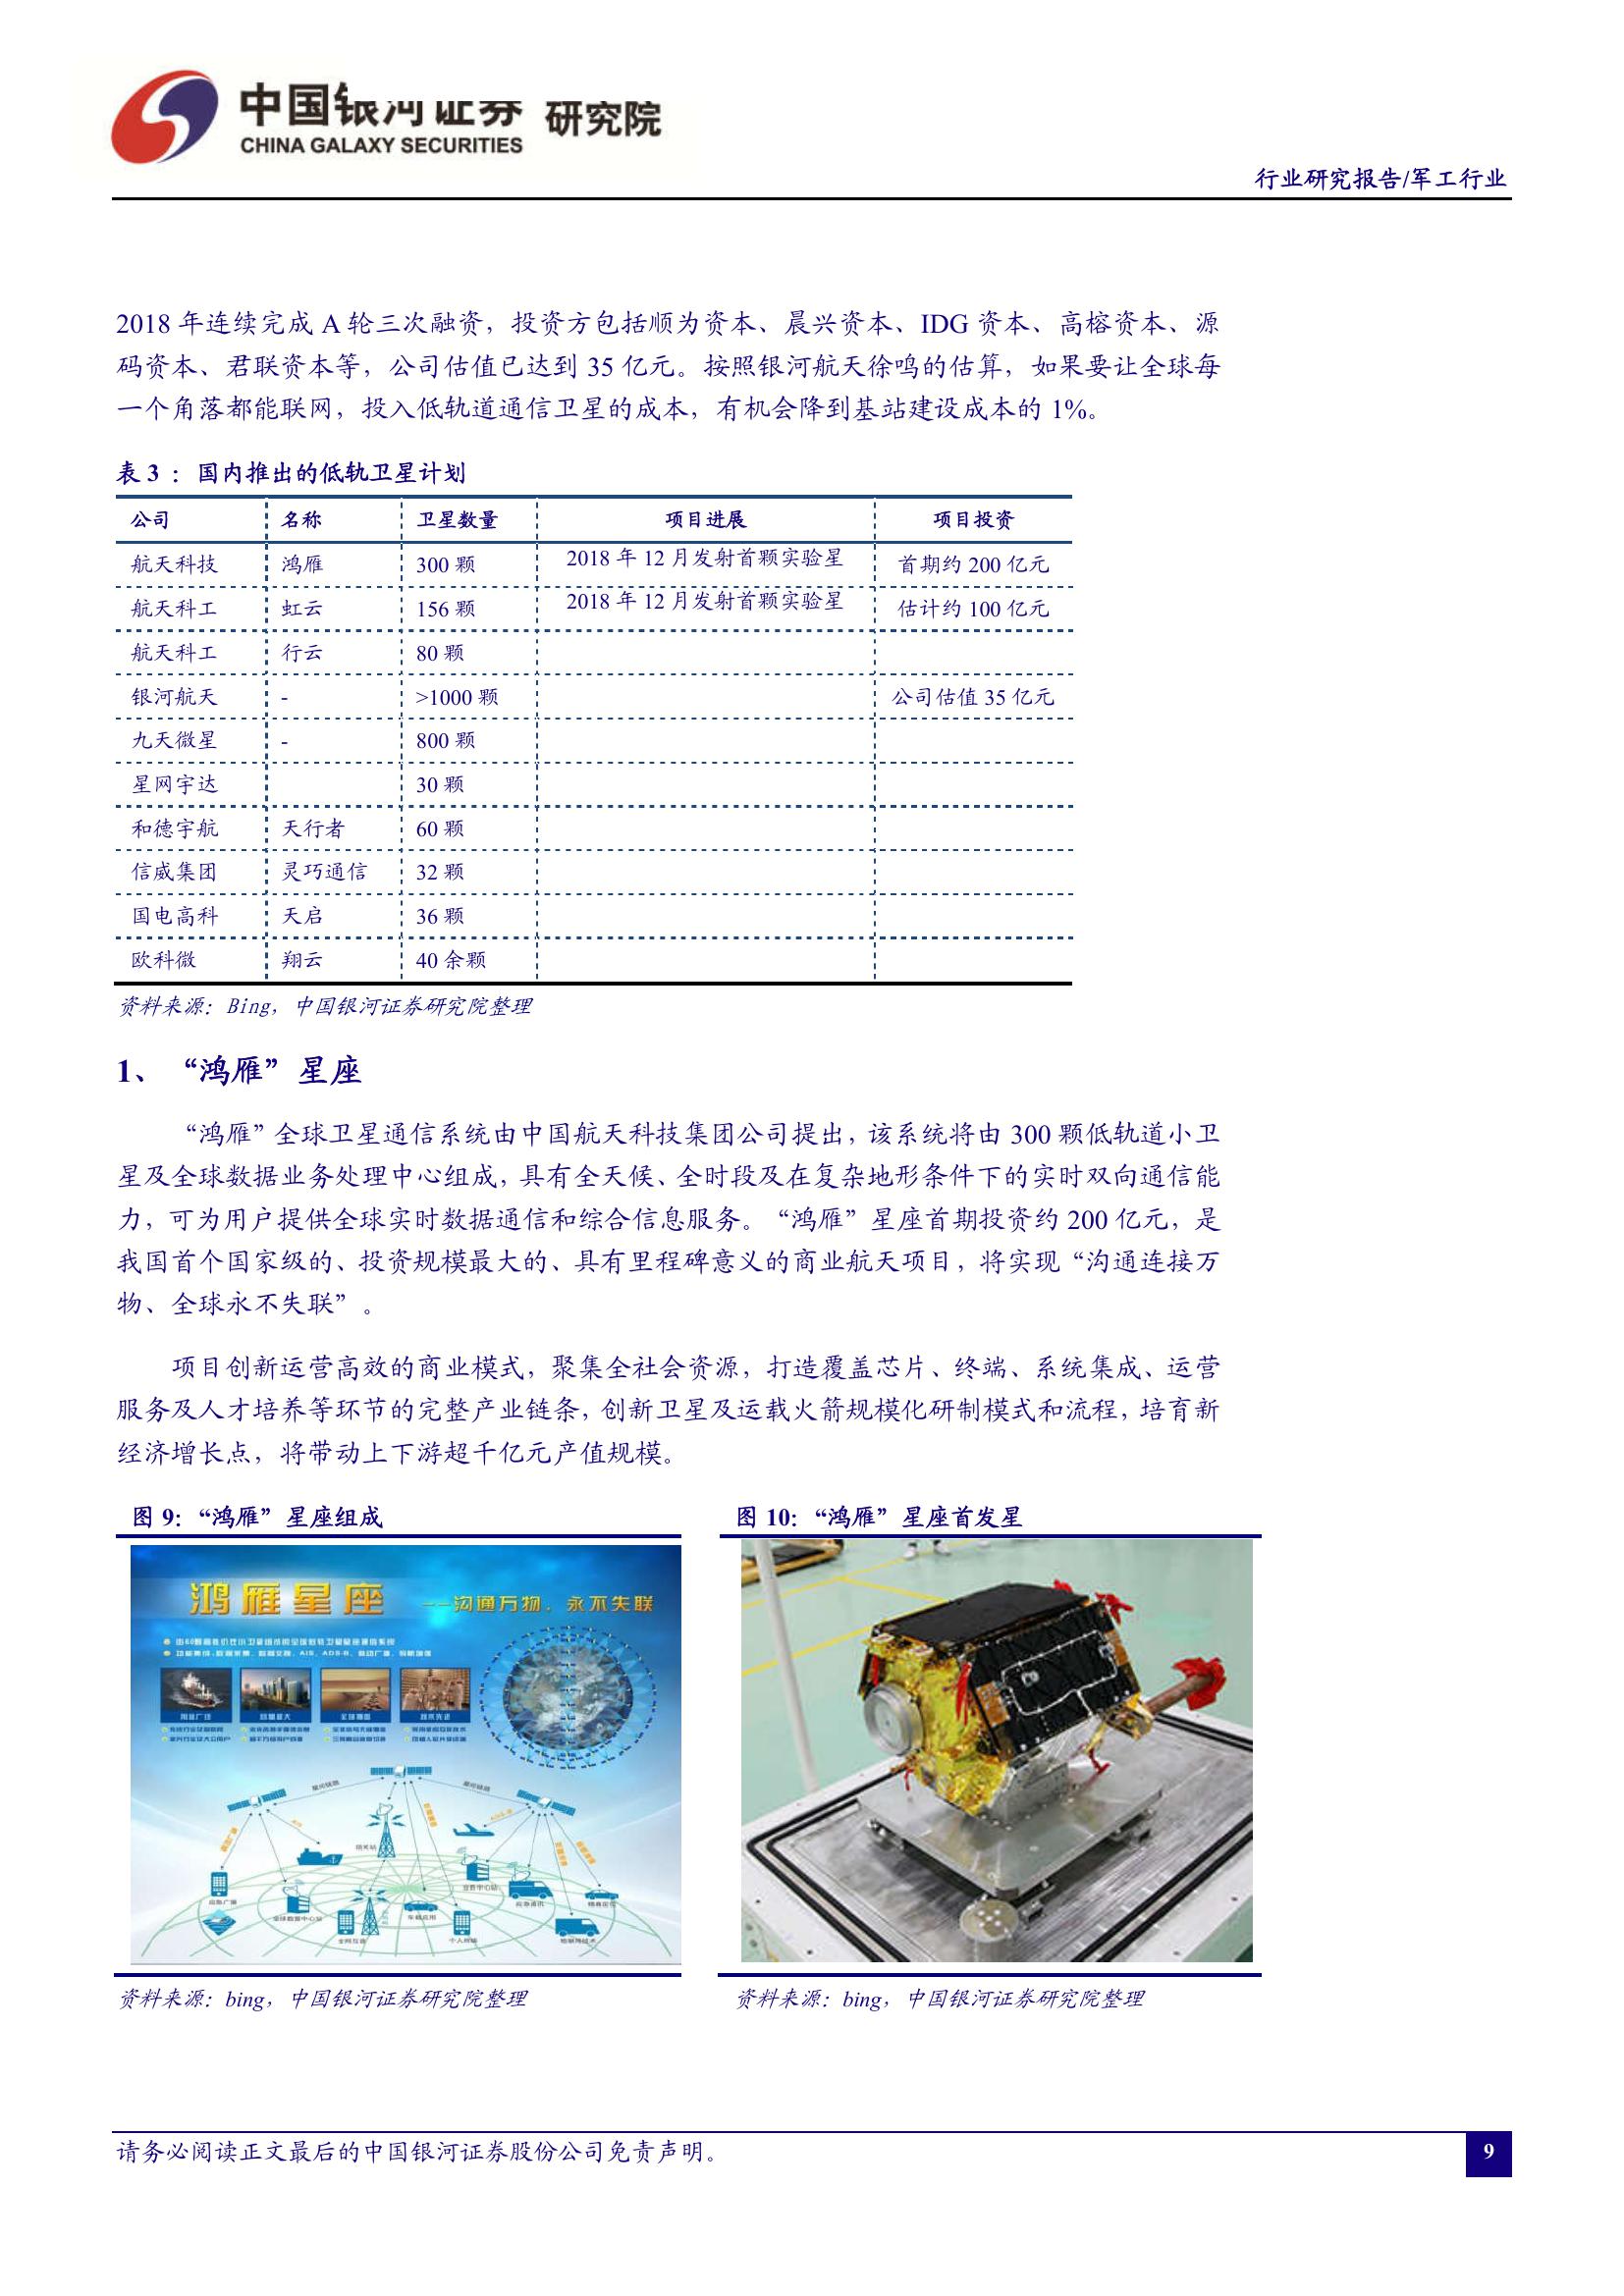 中国银河证券 研究院
CHINA GALAXY SECURITIES
行业研究报告/军工行业
2018 年连续完成 A 轮三次融资，投资方包括顺为资本、晨兴资本、IDG 资本、高榕资本、源
码资本、君联资本等，公司估值已达到 35 亿元。按照银河航天徐鸣的估算，如果要让全球每
一个角落都能联网，投入低轨道通信卫星的成本，有机会降到基站建设成本的 1%。
表 3 ：国内推出的低轨卫星计划
公司 名称 卫星数量 项目进展 项目投资
航天科技 鸿雁 300 颗 2018 年 12 月发射首颗实验星 首期约 200 亿元
航天科工 虹云 156 颗 2018 年 12 月发射首颗实验星 估计约 100 亿元
航天科工 行云 80 颗
银河航天 - >1000 颗 公司估值 35 亿元
九天微星 - 800 颗
星网宇达 30 颗
和德宇航 天行者 60 颗
信威集团 灵巧通信 32 颗
国电高科 天启 36 颗
欧科微 翔云 40 余颗
资料来源：Bing，中国银河证券研究院整理
1、“鸿雁”星座
“鸿雁”全球卫星通信系统由中国航天科技集团公司提出，该系统将由 300 颗低轨道小卫
星及全球数据业务处理中心组成，具有全天候、全时段及在复杂地形条件下的实时双向通信能
力，可为用户提供全球实时数据通信和综合信息服务。“鸿雁”星座首期投资约 200 亿元，是
我国首个国家级的、投资规模最大的、具有里程碑意义的商业航天项目，将实现“沟通连接万
物、全球永不失联”。
项目创新运营高效的商业模式，聚集全社会资源，打造覆盖芯片、终端、系统集成、运营
服务及人才培养等环节的完整产业链条，创新卫星及运载火箭规模化研制模式和流程，培育新
经济增长点，将带动上下游超千亿元产值规模。
图 9：“鸿雁”星座组成
图 10：“鸿雁”星座首发星
鸿雁星座 ——沟通万物、永不失联
星间链路 星间链路
个人终端
资料来源：bing，中国银河证券研究院整理
资料来源：bing，中国银河证券研究院整理
请务必阅读正文最后的中国银河证券股份公司免责声明。
9